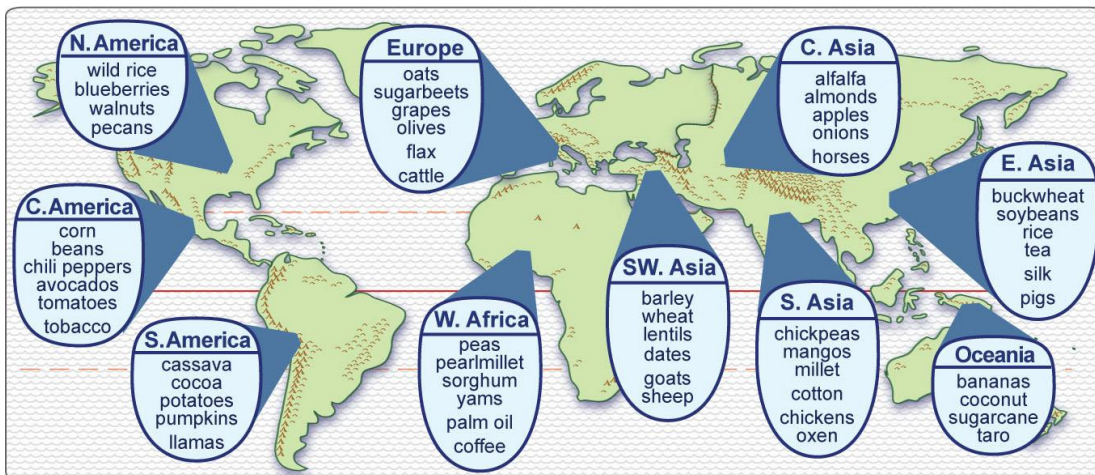 N. America
wild rice
blueberries
walnuts
pecans
Europe
oats
sugarbeets
grapes
olives
flax
cattle
C. Asia
alfalfa
almonds
apples
onions
horses
E. Asia
buckwheat
soybeans
rice
tea
silk
pigs
C.America
corn
beans
chili peppers
avocados
tomatoes
tobacco
S.America
cassava
cocoa
potatoes
pumpkins
llamas
W. Africa
peas
pearlmillet
sorghum
yams
palm oil
coffee
SW. Asia
barley
wheat
lentils
dates
goats
sheep
S. Asia
chickpeas
mangos
millet
cotton
chickens
oxen
Oceania
bananas
coconut
sugarcane
taro